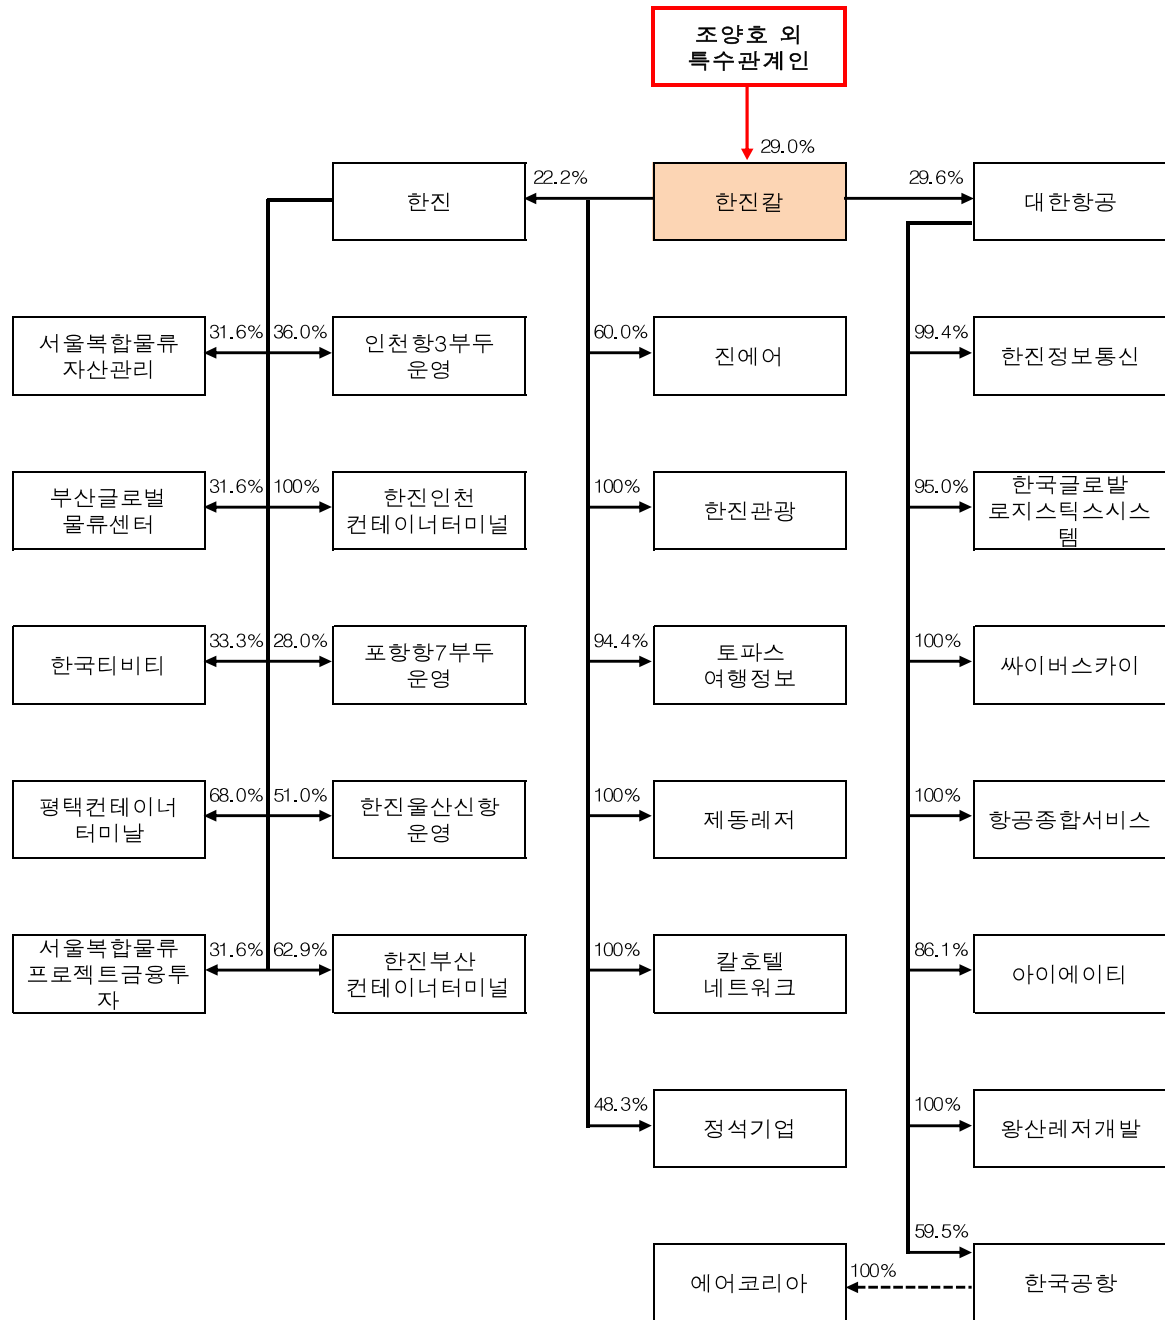 조양호 외
특수관계인
29.0%
한진
22.2%
한진칼
29.6%
대한항공
서울복합물류
자산관리
31.6%
36.0%
인천항3부두
운영
60.0%
진에어
99.4%
한진정보통신
부산글로벌
물류센터
31.6%
100%
한진인천
컨테이너터미널
100%
한진관광
95.0%
한국글로발
로지스틱스시스
템
한국티비티
33.3%
28.0%
포항항7부두
운영
94.4%
토파스
여행정보
100%
싸이버스카이
평택컨테이너
터미날
68.0%
51.0%
한진울산신항
운영
100%
제동레저
100%
항공종합서비스
서울복합물류
프로젝트금융투
자
31.6%
62.9%
한진부산
컨테이너터미널
100%
칼호텔
네트워크
86.1%
아이에이티
48.3%
정석기업
100%
왕산레저개발
에어코리아
100%
59.5%
한국공항